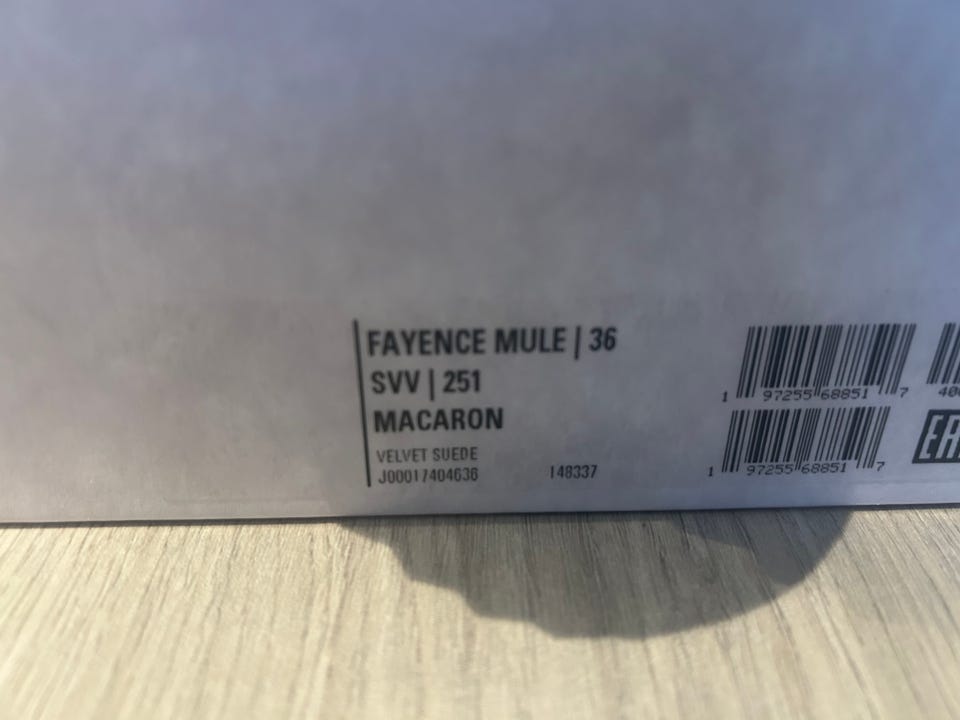 FAYENCE MULE | 36
SVV | 251
MACARON
VELVET SUEDE
J00017404636 148337
1 97255 68851 7
1 97255 68851 7